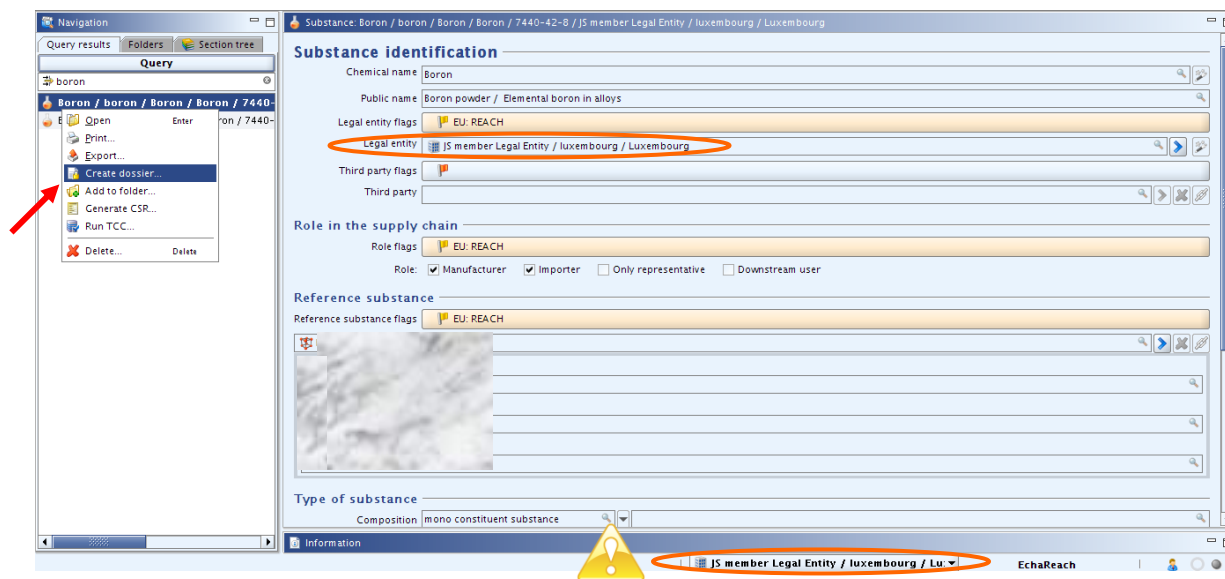 Navigation
Query results Folders Section tree
Query
boron
Boron / boron / Boron / Boron / 7440-
ron / 7440-
Open Enter
Print...
Export...
Create dossier...
Add to folder...
Generate CSR...
Run TCC...
Delete... Delete
Substance: Boron / boron / Boron / Boron / 7440-42-8 / JS member Legal Entity / luxembourg / Luxembourg
Substance identification
Chemical name Boron
Public name Boron powder / Elemental boron in alloys
Legal entity flags EU: REACH
Legal entity JS member Legal Entity / luxembourg / Luxembourg
Third party flags
Third party
Role in the supply chain
Role flags EU: REACH
Role: Manufacturer Importer Only representative Downstream user
Reference substance
Reference substance flags EU: REACH
Type of substance
Composition mono constituent substance
Information
JS member Legal Entity / luxembourg / Lu: EchaReach